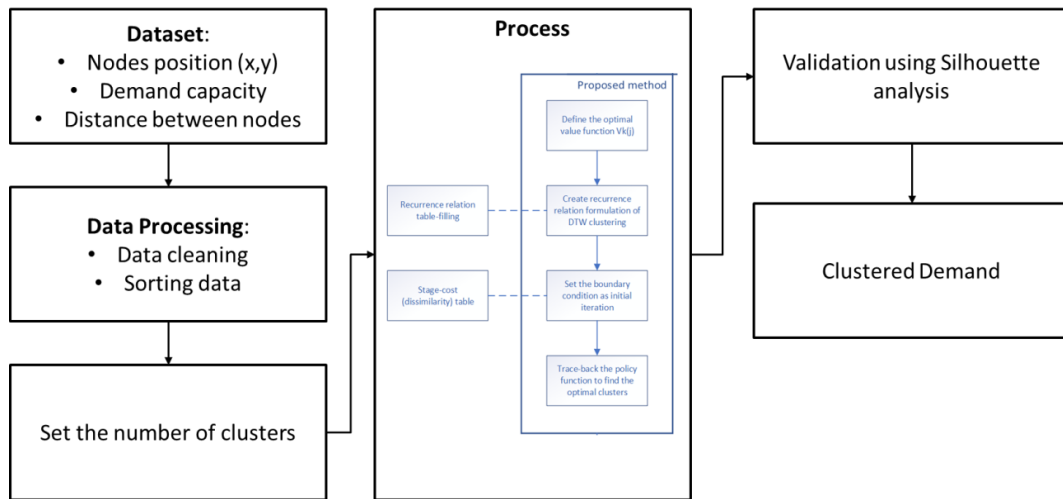 Dataset:
• Nodes position (x,y)
• Demand capacity
• Distance between nodes
Data Processing:
• Data cleaning
• Sorting data
Set the number of clusters
Process
Proposed method
Define the optimal
value function Vk(j)
Recurrence relation
table-filling
Create recurrence
relation formulation of
DTW clustering
Stage-cost
(dissimilarity) table
Set the boundary
condition as initial
iteration
Trace-back the policy
function to find the
optimal clusters
Validation using Silhouette
analysis
Clustered Demand